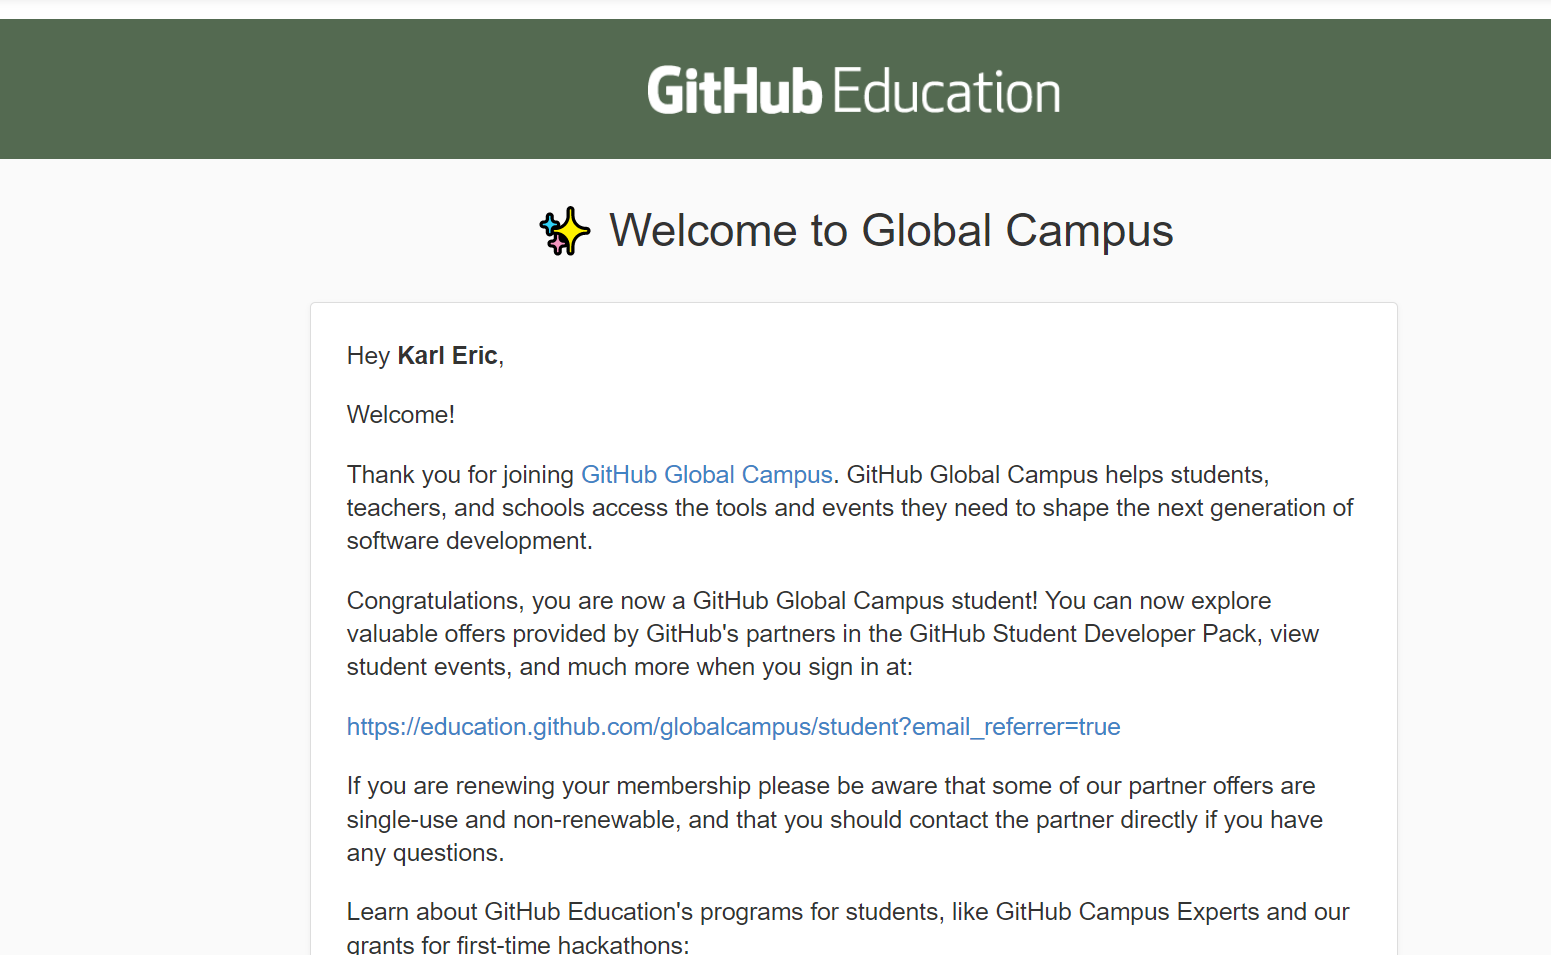 GitHub Education
Welcome to Global Campus
Hey Karl Eric,
Welcome!
Thank you for joining GitHub Global Campus. GitHub Global Campus helps students,
teachers, and schools access the tools and events they need to shape the next generation of
software development.
Congratulations, you are now a GitHub Global Campus student! You can now explore
valuable offers provided by GitHub's partners in the GitHub Student Developer Pack, view
student events, and much more when you sign in at:
https://education.github.com/globalcampus/student?email_referrer=true
If you are renewing your membership please be aware that some of our partner offers are
single-use and non-renewable, and that you should contact the partner directly if you have
any questions.
Learn about GitHub Education's programs for students, like GitHub Campus Experts and our
grants for first-time hackathons: